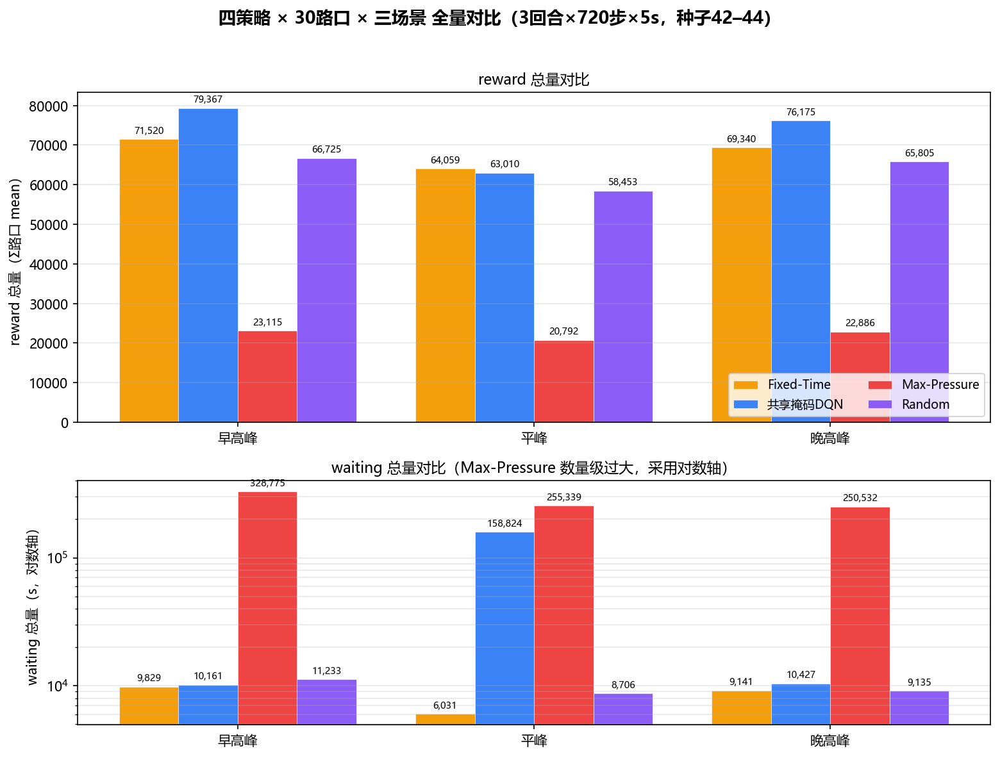 四策略 × 30路口 × 三场景 全量对比（3回合×720步×5s，种子42–44）
reward 总量对比
reward 总量（Σ路口 mean）
80000
70000
60000
50000
40000
30000
20000
10000
0
71,520
79,367
23,115
66,725
64,059
63,010
20,792
58,453
69,340
76,175
22,886
65,805
Fixed-Time
共享掩码DQN
Max-Pressure
Random
早高峰
平峰
晚高峰
waiting 总量对比（Max-Pressure 数量级过大，采用对数轴）
waiting 总量（s，对数轴）
10⁵
10⁴
9,829
10,161
328,775
11,233
6,031
158,824
255,339
8,706
9,141
10,427
250,532
9,135
早高峰
平峰
晚高峰